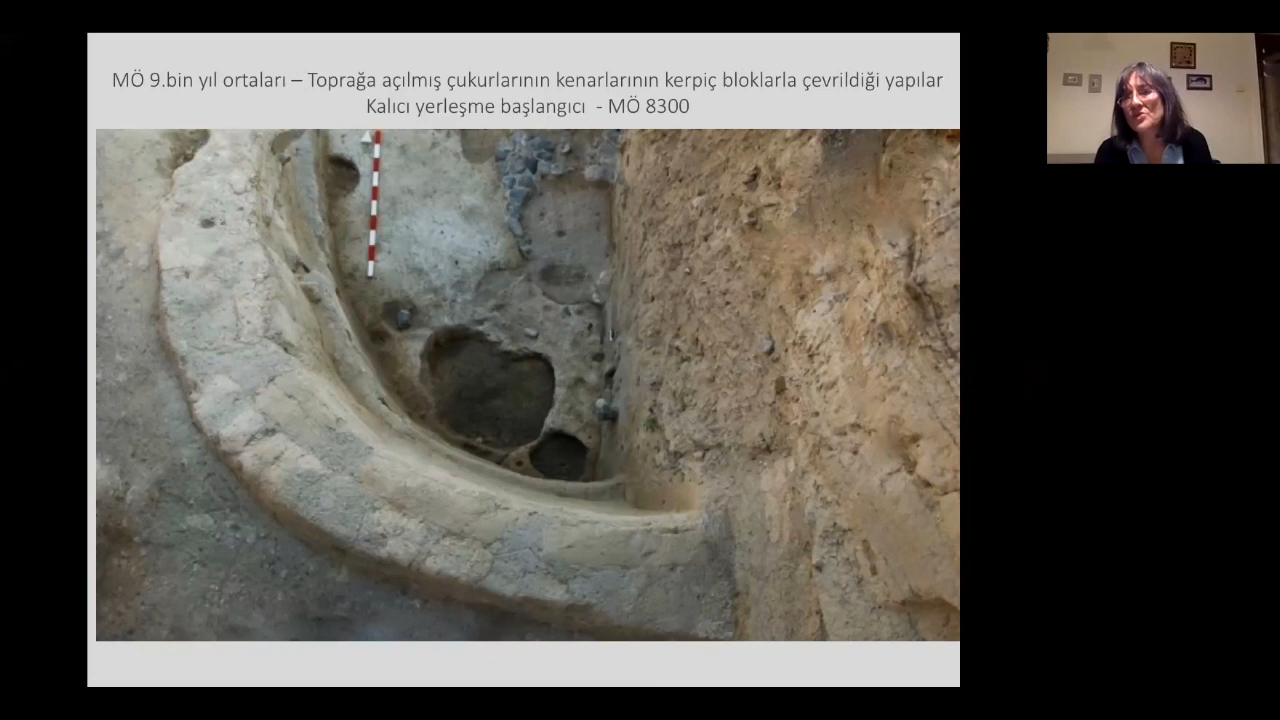 MÖ 9.bin yıl ortaları – Toprağa açılmış çukurlarının kenarlarının kerpiç bloklarla çevrildiği yapılar
Kalıcı yerleşme başlangıcı - MÖ 8300